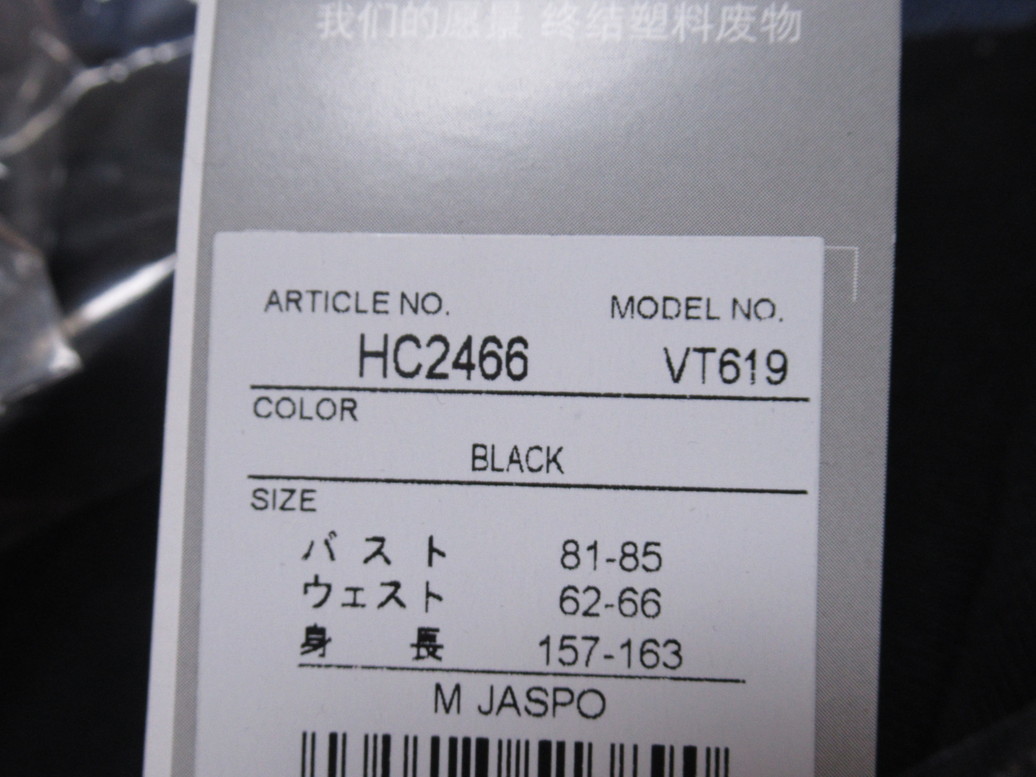 我们的愿景 终结塑料废物
ARTICLE NO. MODEL NO.
HC2466 VT619
COLOR
BLACK
SIZE
バスト 81-85
ウェスト 62-66
身長 157-163
M JASPO